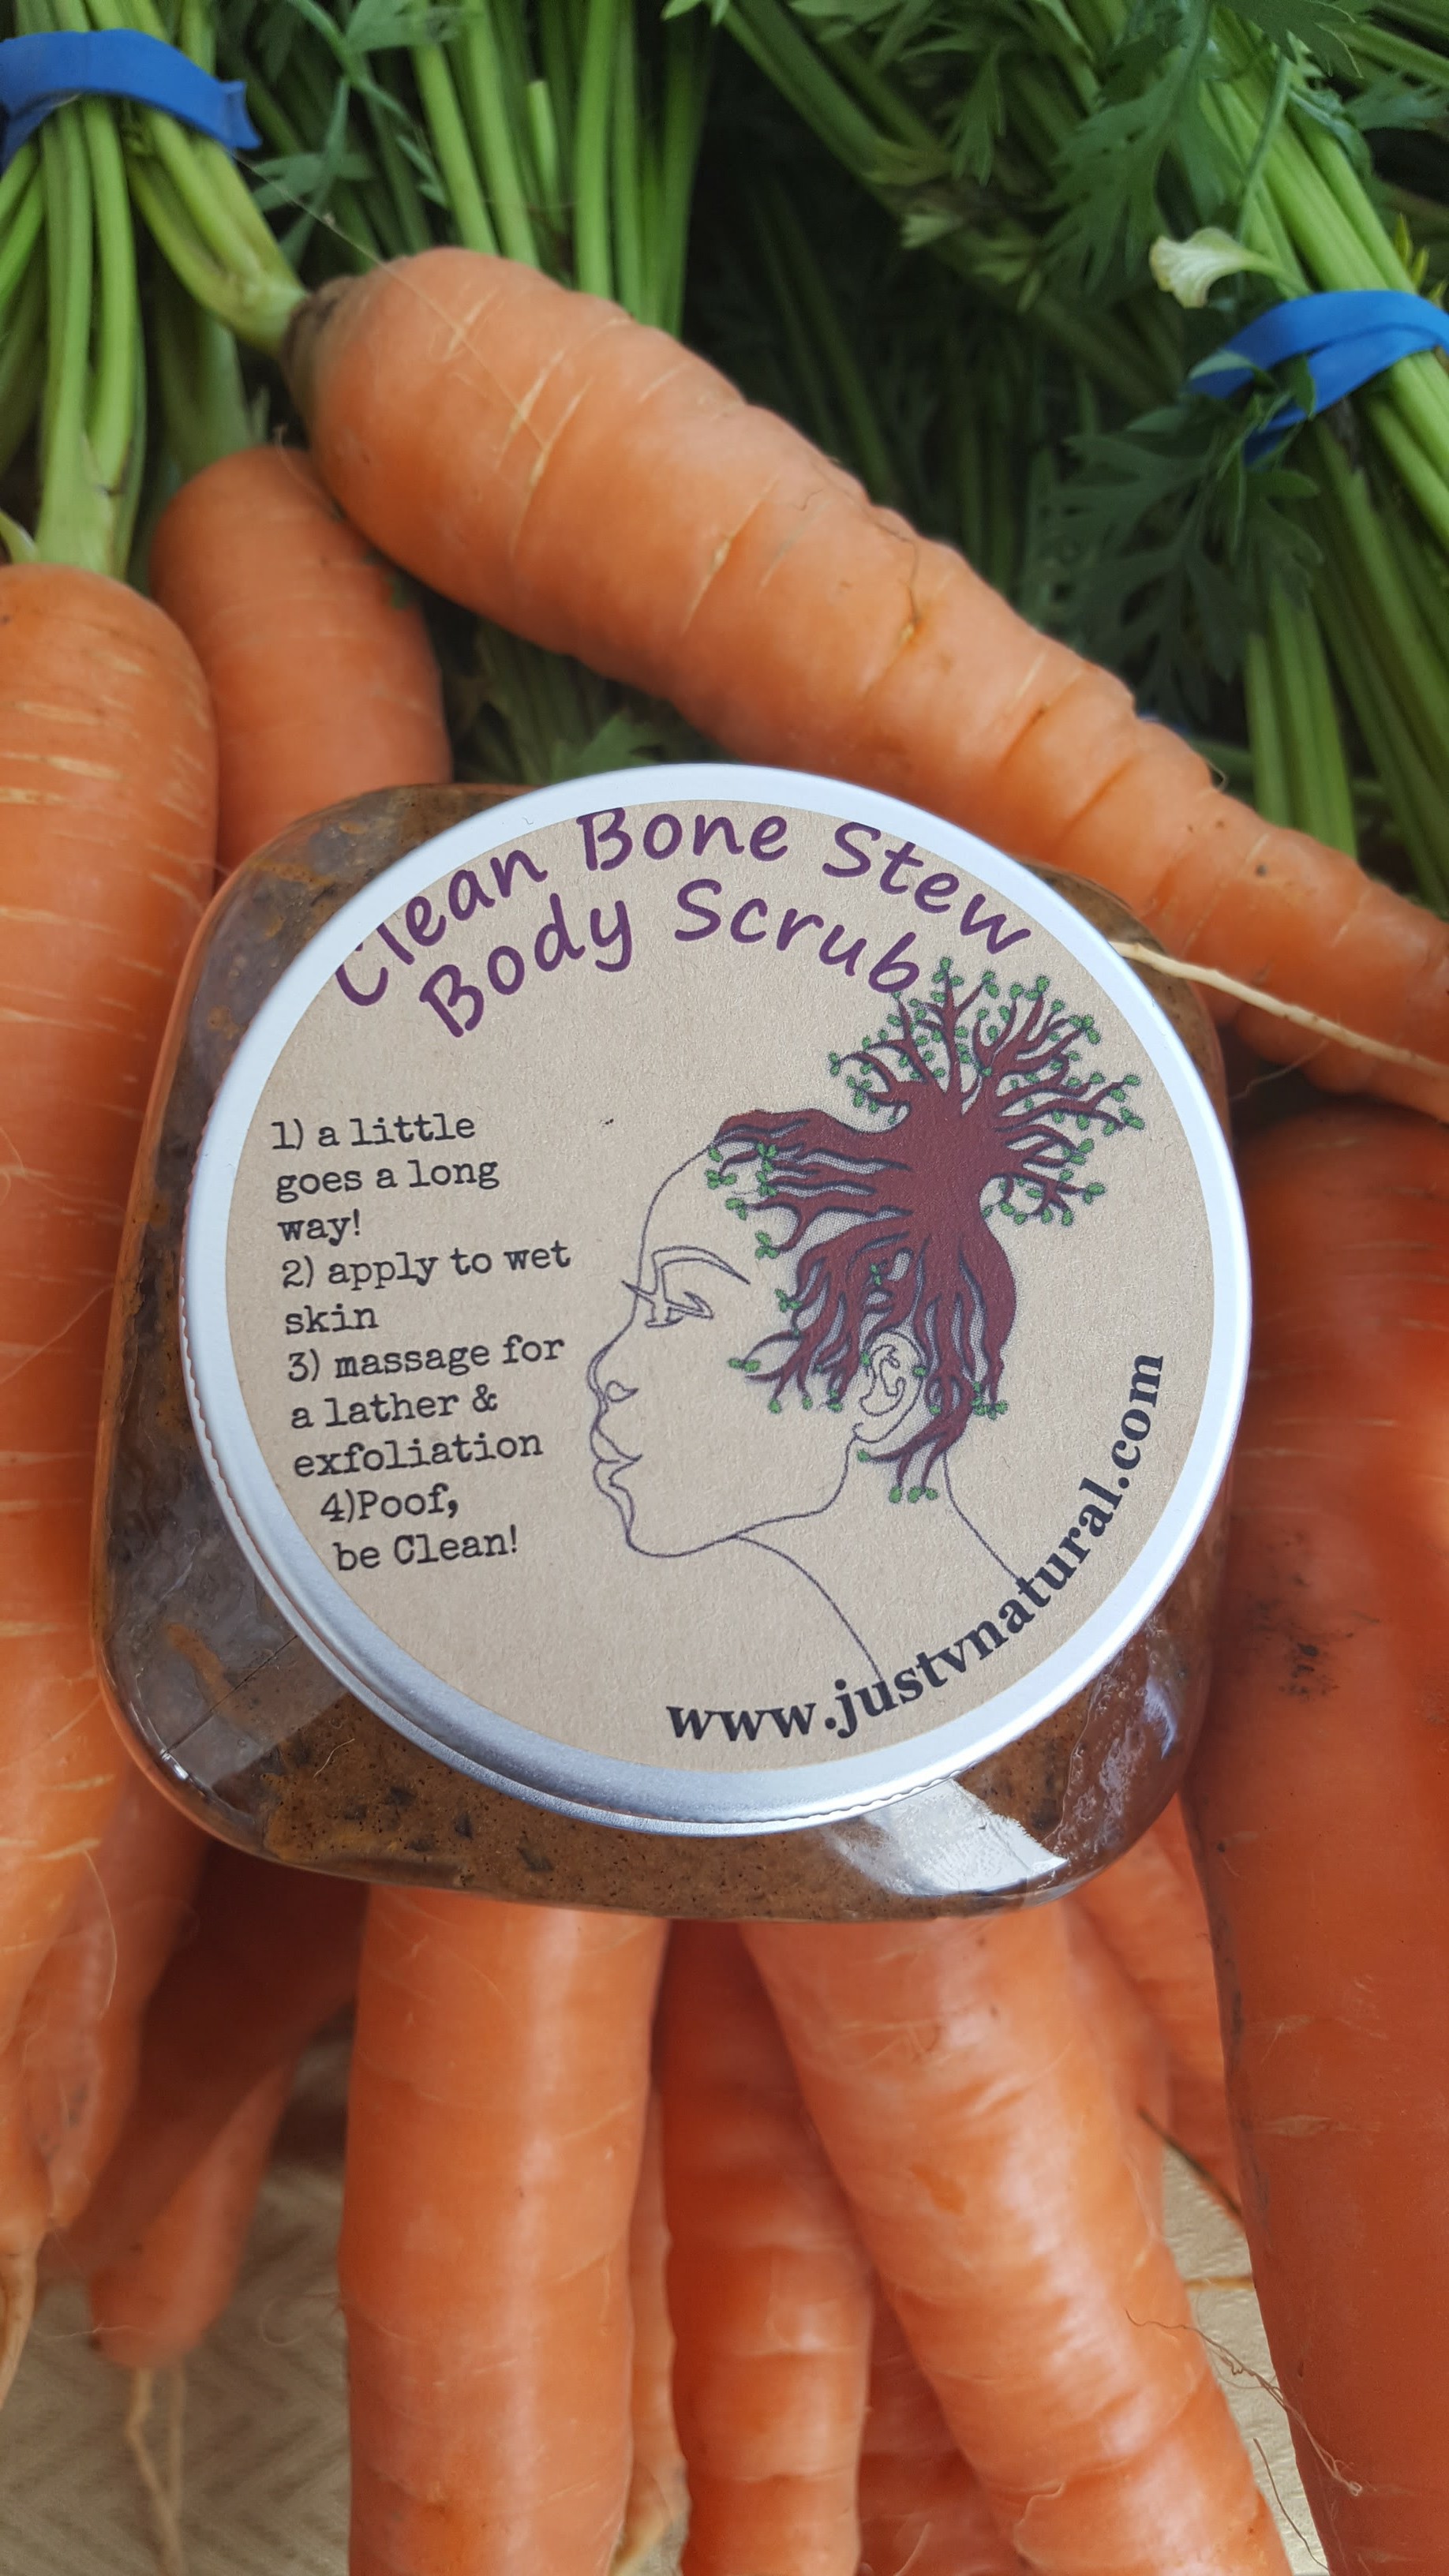 Clean Bone Stew
Body Scrub
1) a little
goes a long
way!
2) apply to wet
skin
3) massage for
a lather &
exfoliation
4)Poof,
be Clean!
www.justvnatural.com